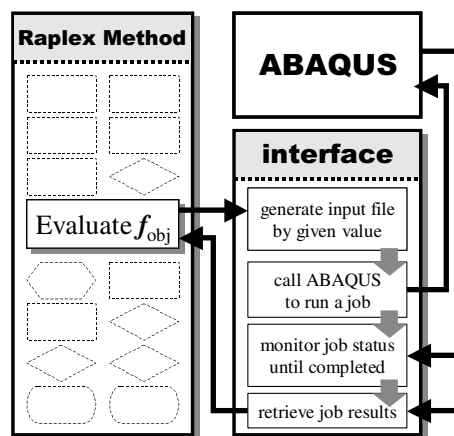 Raplex Method
Evaluate f obj
ABAQUS
interface
generate input file
by given value
call ABAQUS
to run a job
monitor job status
until completed
retrieve job results